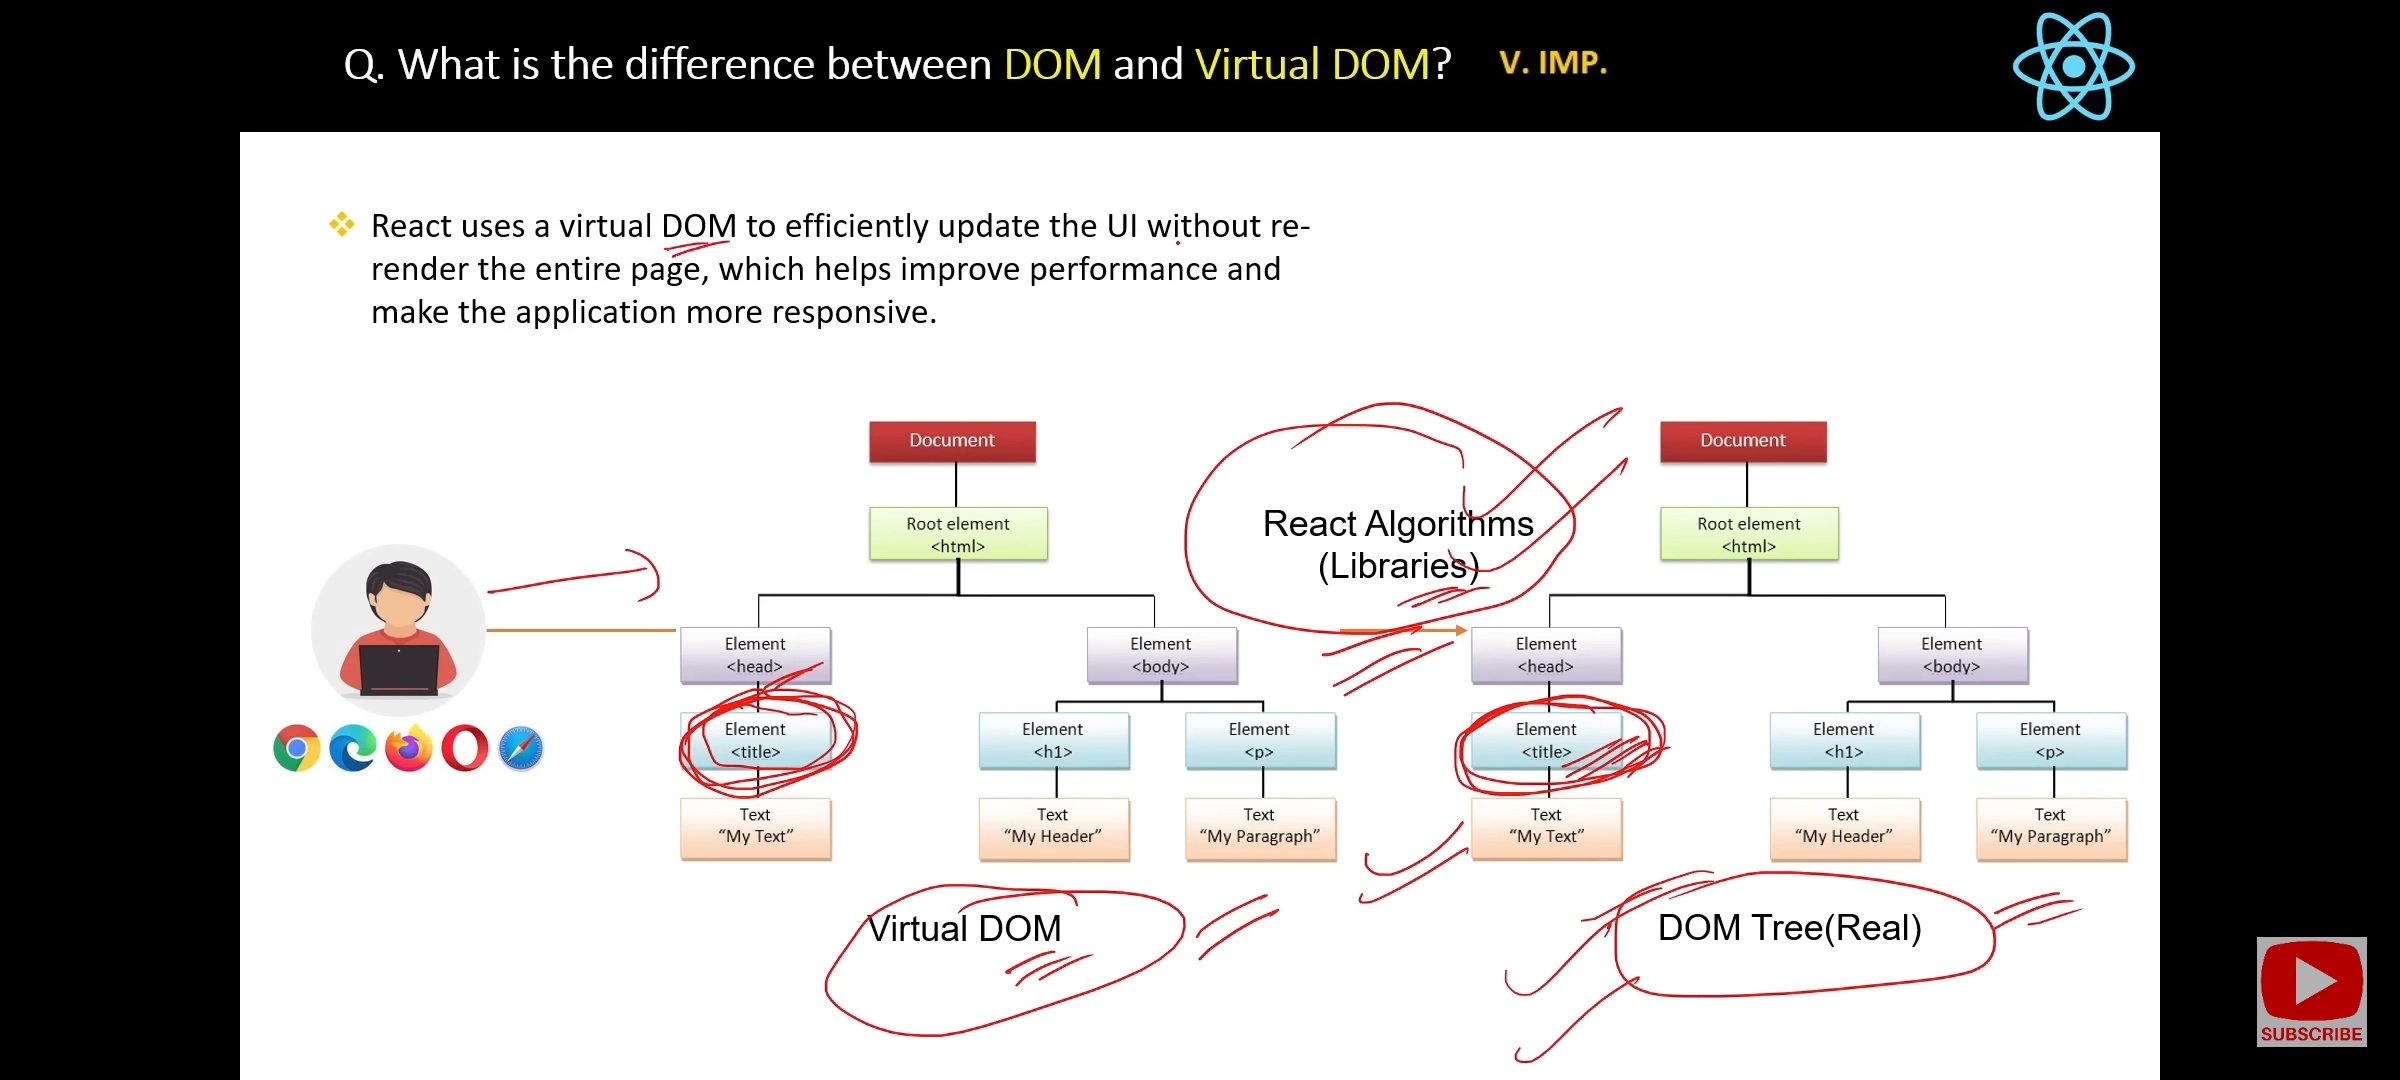 Q. What is the difference between DOM and Virtual DOM? V. IMP.
React uses a virtual DOM to efficiently update the UI without re-
render the entire page, which helps improve performance and
make the application more responsive.
Document
Root element
<html>
Element
<head>
Element
<body>
Element
<title>
Element
<h1>
Element
<p>
Text
“My Text”
Text
“My Header”
Text
“My Paragraph”
Virtual DOM
React Algorithms
(Libraries)
Document
Root element
<html>
Element
<head>
Element
<body>
Element
<title>
Element
<h1>
Element
<p>
Text
“My Text”
Text
“My Header”
Text
“My Paragraph”
DOM Tree(Real)
SUBSCRIBE